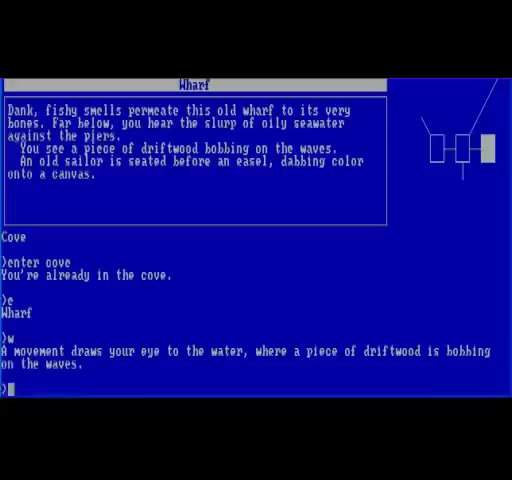 Wharf
Dank, fishy smells permeate this old wharf to its very
bones. Far below, you hear the slurp of oily seawater
against the piers.
You see a piece of driftwood bobbing on the waves.
An old sailor is seated before an easel, dabbing color
onto a canvas.
Cove
>enter cove
You're already in the cove.
>e
Wharf
>w
A movement draws your eye to the water, where a piece of driftwood is bobbing
on the waves.
>